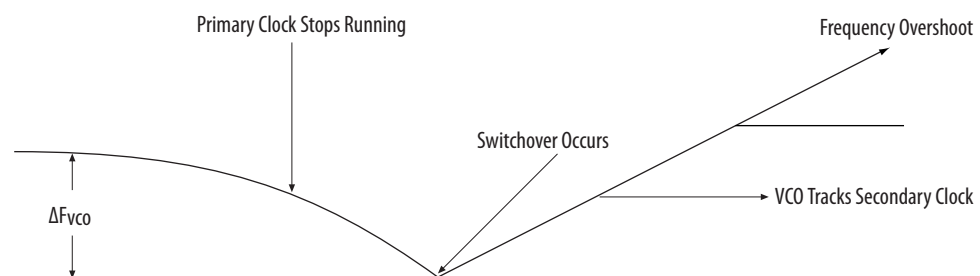 Primary Clock Stops Running
Frequency Overshoot
Switchover Occurs
VCO Tracks Secondary Clock
ΔFvco